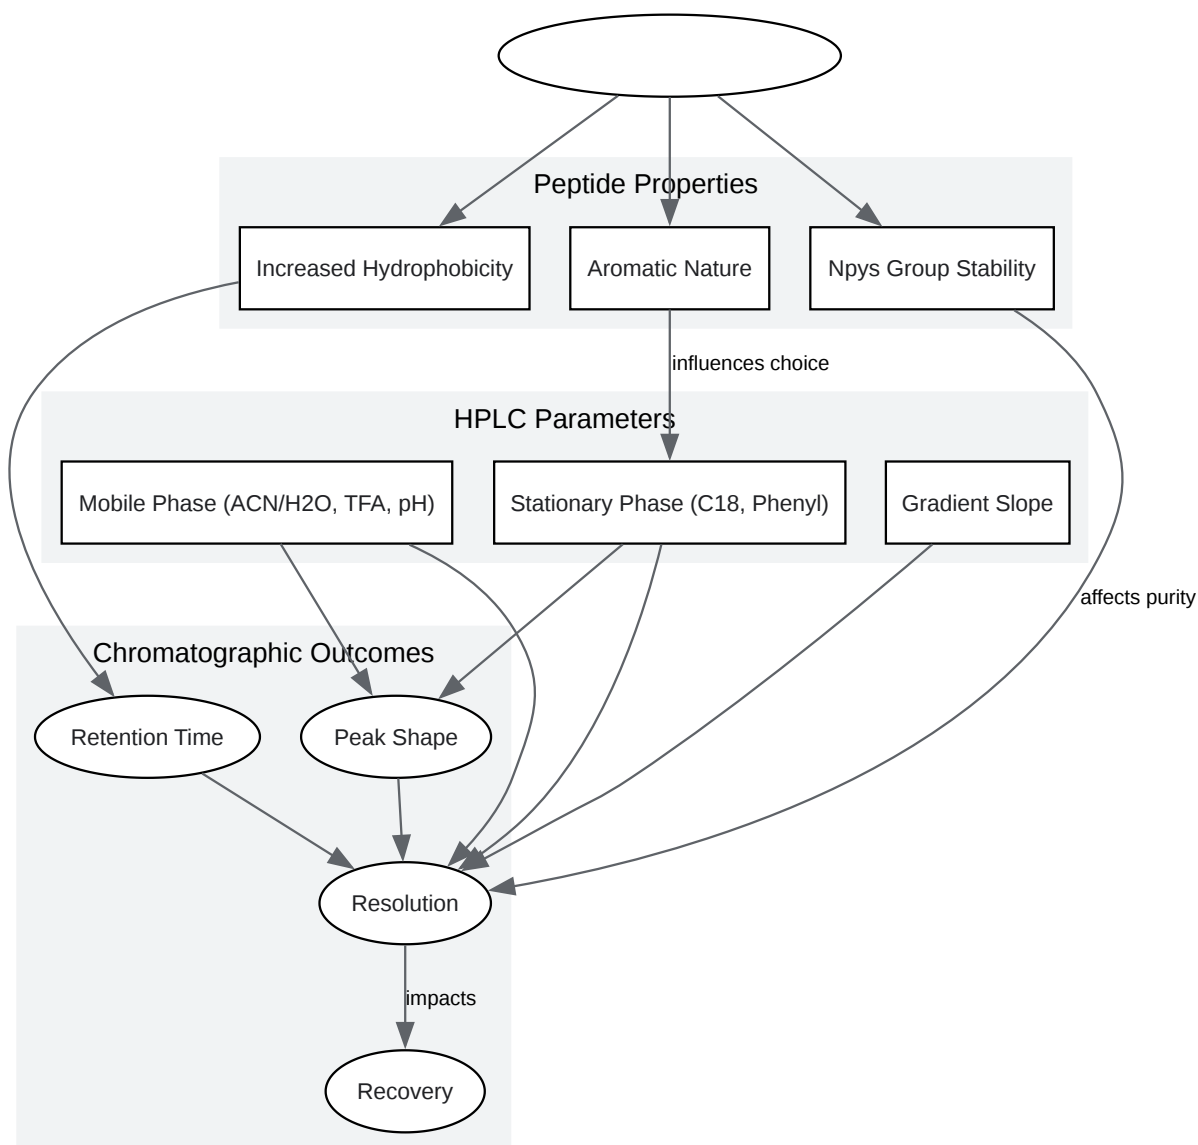 Peptide Properties
Increased Hydrophobicity
Aromatic Nature
Npys Group Stability
influences choice
HPLC Parameters
Mobile Phase (ACN/H2O, TFA, pH)
Stationary Phase (C18, Phenyl)
Gradient Slope
affects purity
Chromatographic Outcomes
Retention Time
Peak Shape
Resolution
impacts
Recovery